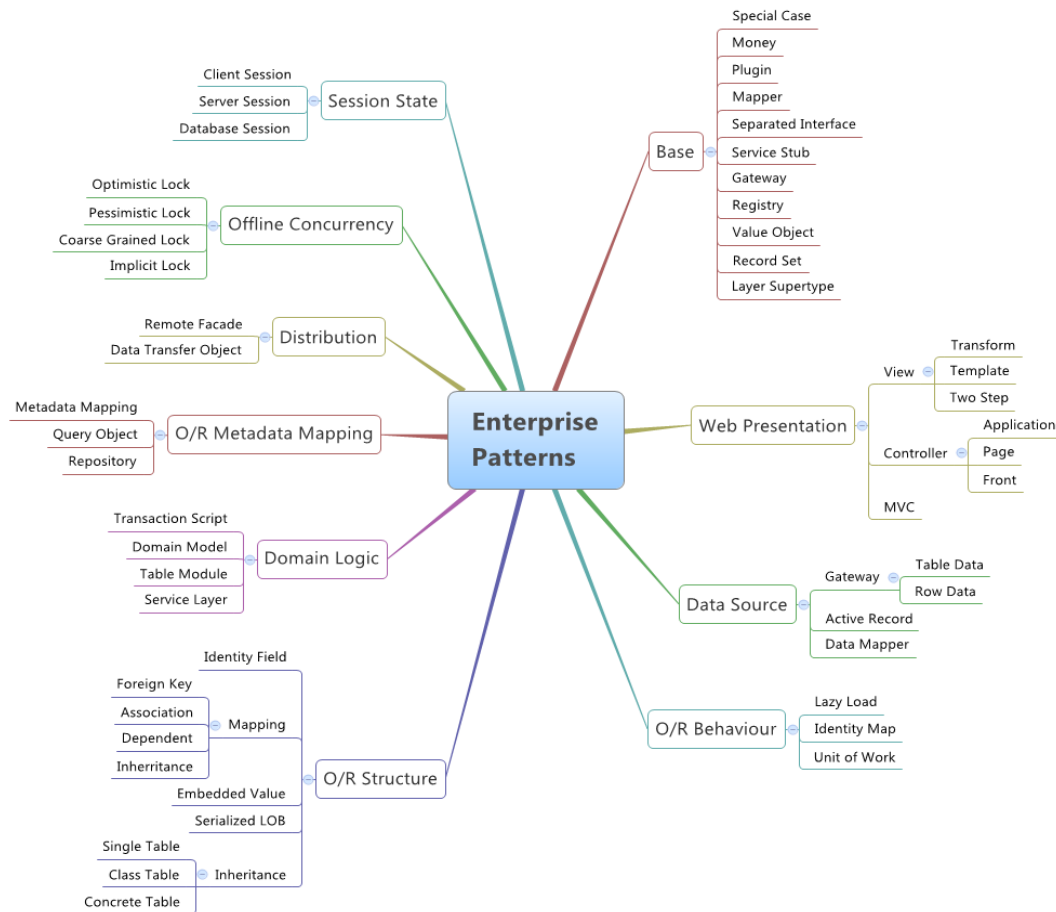 Enterprise
Patterns
Session State
Client Session
Server Session
Database Session
Offline Concurrency
Optimistic Lock
Pessimistic Lock
Coarse Grained Lock
Implicit Lock
Distribution
Remote Facade
Data Transfer Object
O/R Metadata Mapping
Metadata Mapping
Query Object
Repository
Domain Logic
Transaction Script
Domain Model
Table Module
Service Layer
O/R Structure
Identity Field
Mapping
Foreign Key
Association
Dependent
Inherritance
Embedded Value
Serialized LOB
Inheritance
Single Table
Class Table
Concrete Table
Base
Special Case
Money
Plugin
Mapper
Separated Interface
Service Stub
Gateway
Registry
Value Object
Record Set
Layer Supertype
Web Presentation
View
Transform
Template
Two Step
Controller
Application
Page
Front
MVC
Data Source
Gateway
Table Data
Row Data
Active Record
Data Mapper
O/R Behaviour
Lazy Load
Identity Map
Unit of Work